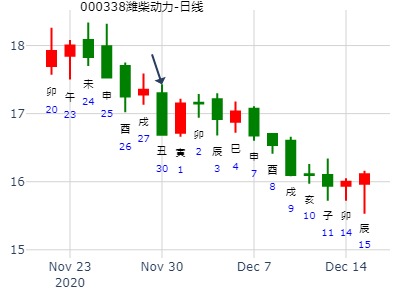 000338潍柴动力-日线
18
17
16
15
卯
20
午
23
未
24
申
25
酉
26
戌
27
丑
30
寅
1
卯
2
辰
3
巳
4
申
7
酉
8
戌
9
亥
10
子
11
卯
14
辰
15
Nov 23
2020
Nov 30
Dec 7
Dec 14